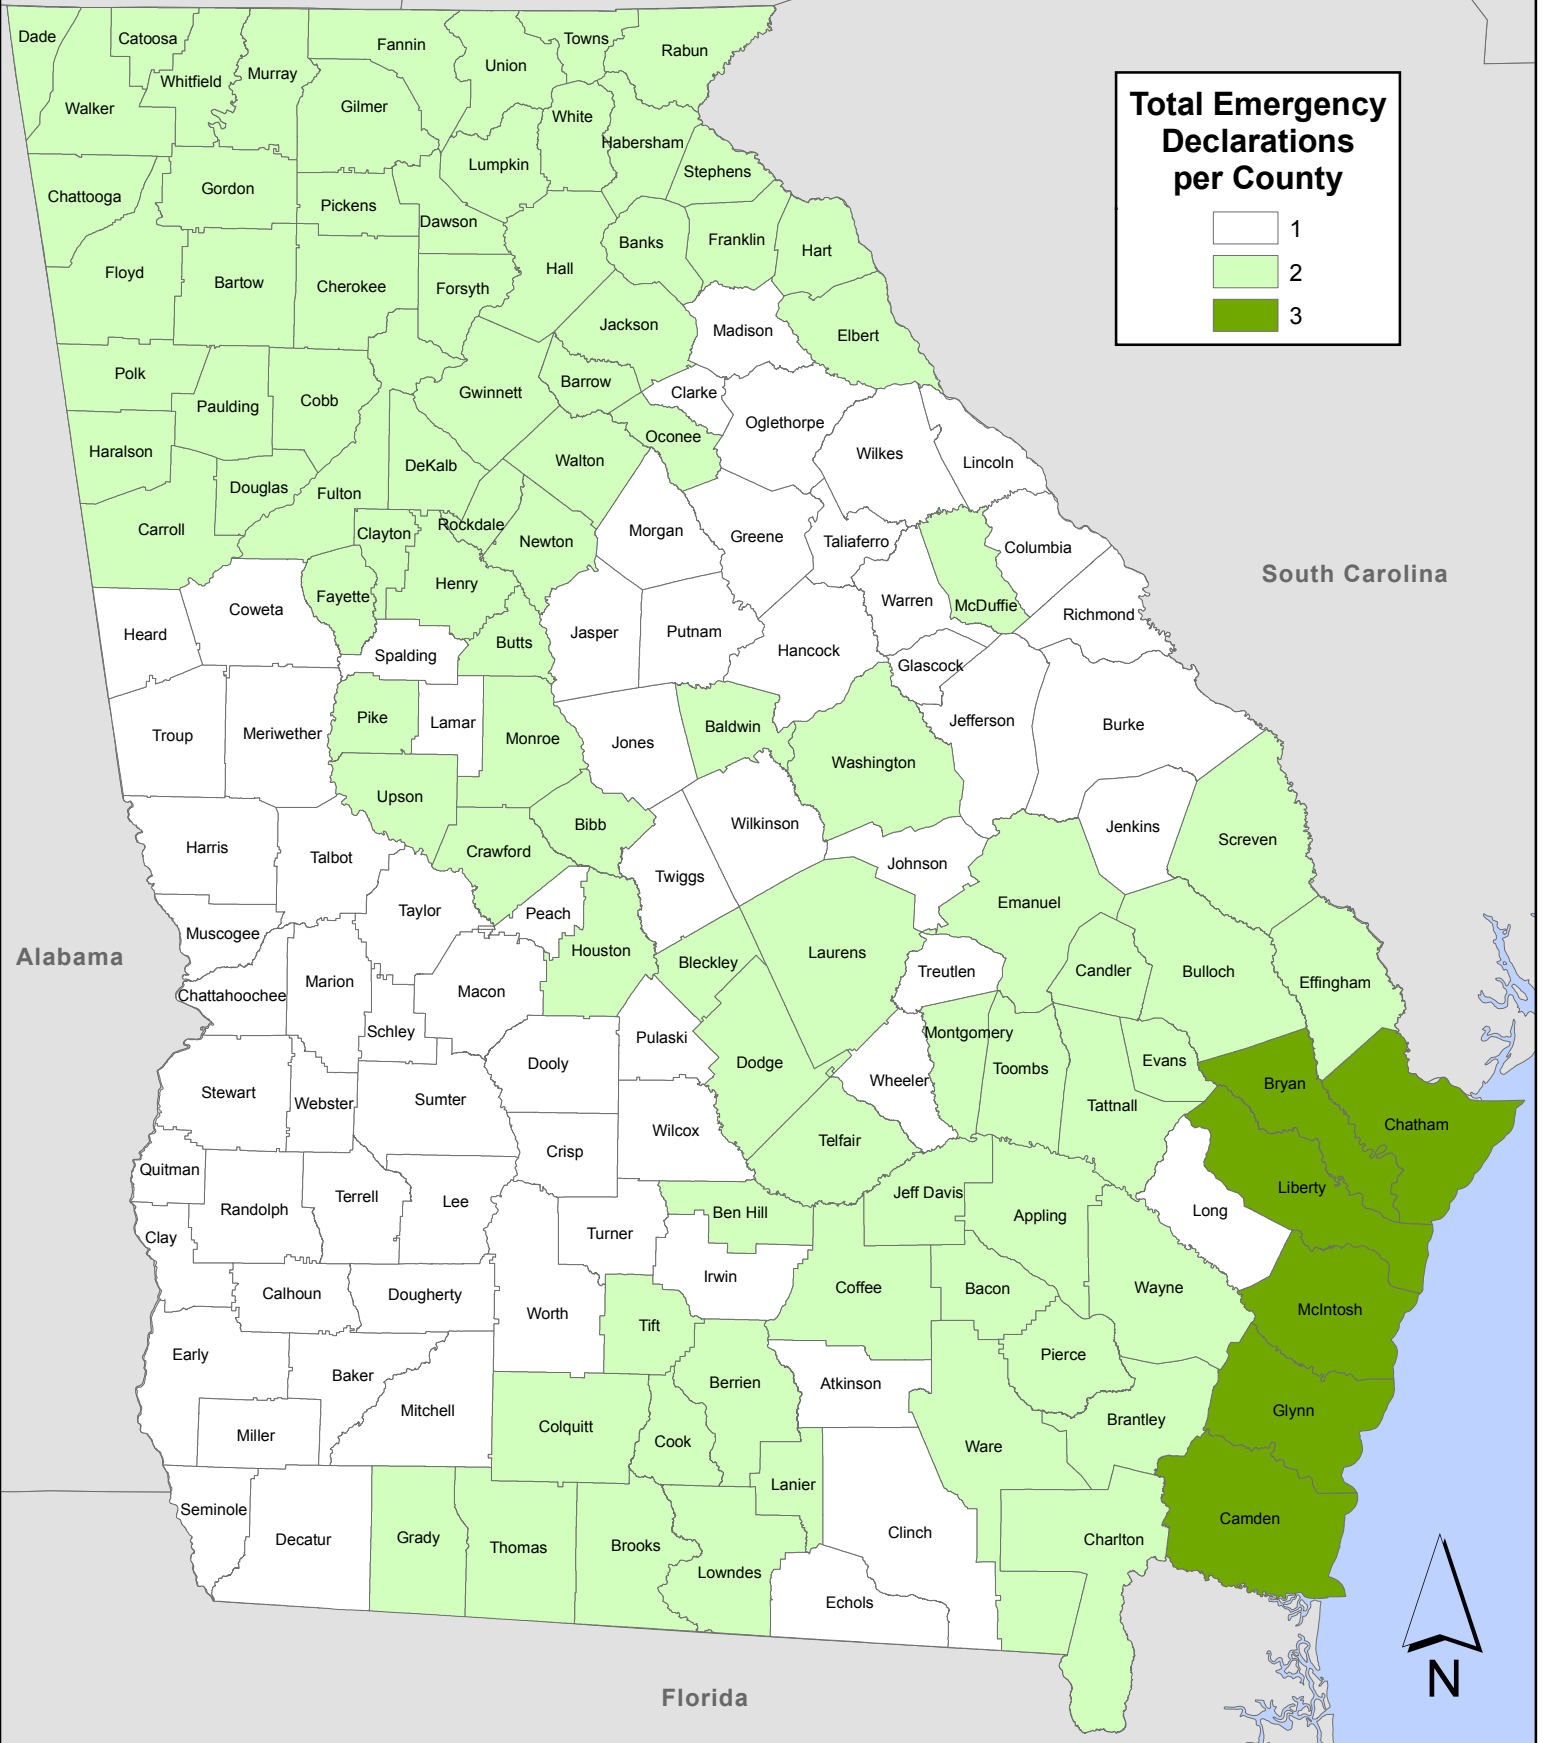 Dade
Catoosa
Fannin
Towns
Rabun
Union
Murray
Whitfield
Walker
Gilmer
White
Habersham
Lumpkin
Stephens
Chattooga
Gordon
Pickens
Dawson
Banks
Franklin
Hart
Floyd
Bartow
Cherokee
Forsyth
Hall
Jackson
Madison
Elbert
Total Emergency
Declarations
per County
1
2
3
Polk
Paulding
Cobb
Gwinnett
Barrow
Clarke
Oglethorpe
Oconee
Haralson
DeKalb
Walton
Wilkes
Lincoln
Douglas
Fulton
Carroll
Clayton
Rockdale
Newton
Morgan
Greene
Taliaferro
Columbia
South Carolina
Henry
Fayette
Coweta
Warren
McDuffie
Richmond
Heard
Spalding
Butts
Jasper
Putnam
Hancock
Glascock
Troup
Meriwether
Pike
Lamar
Monroe
Jones
Baldwin
Washington
Jefferson
Burke
Upson
Bibb
Wilkinson
Jenkins
Screven
Harris
Talbot
Crawford
Twiggs
Johnson
Emanuel
Taylor
Peach
Muscogee
Alabama
Houston
Bleckley
Laurens
Treutlen
Candler
Bulloch
Effingham
Chattahoochee
Marion
Macon
Schley
Pulaski
Montgomery
Dooly
Dodge
Wheeler
Toombs
Evans
Bryan
Stewart
Webster
Sumter
Tattnall
Chatham
Crisp
Wilcox
Telfair
Quitman
Randolph
Terrell
Lee
Liberty
Jeff Davis
Ben Hill
Appling
Long
Clay
Turner
Irwin
Calhoun
Dougherty
Worth
Coffee
Bacon
Wayne
McIntosh
Tift
Early
Baker
Pierce
Berrien
Atkinson
Mitchell
Miller
Colquitt
Cook
Brantley
Glynn
Ware
Lanier
Seminole
Decatur
Grady
Thomas
Brooks
Lowndes
Clinch
Charlton
Camden
Echols
Florida
N